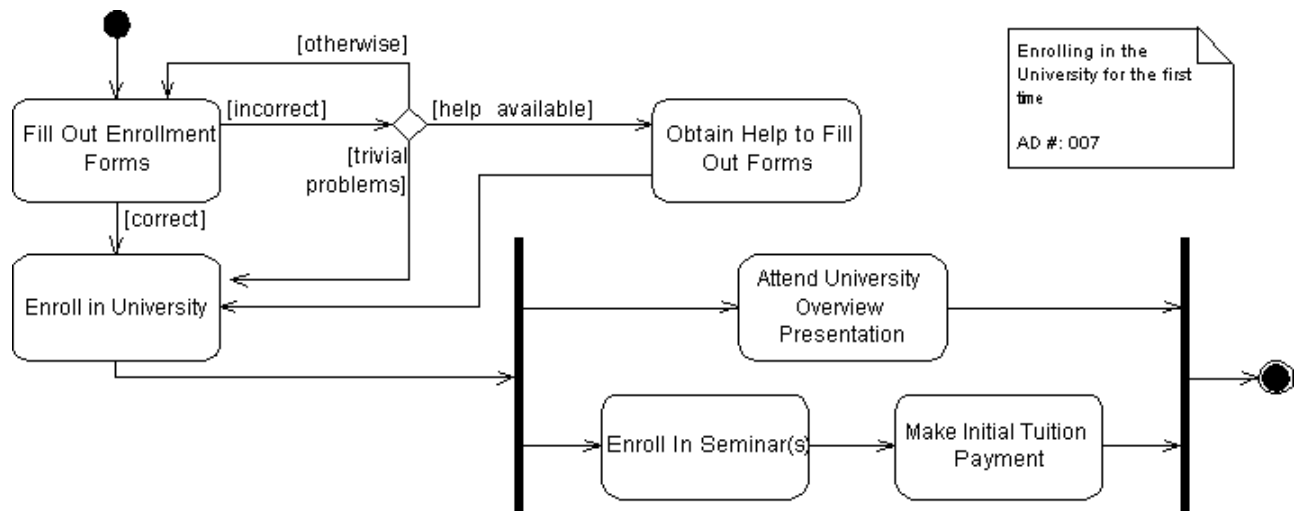 [otherwise]
Enrolling in the
University for the first
time
AD #: 007
[incorrect]
[help available]
Fill Out Enrollment
Forms
Obtain Help to Fill
Out Forms
[trivial
problems]
[correct]
Enroll in University
Attend University
Overview
Presentation
Enroll In Seminar(s)
Make Initial Tuition
Payment